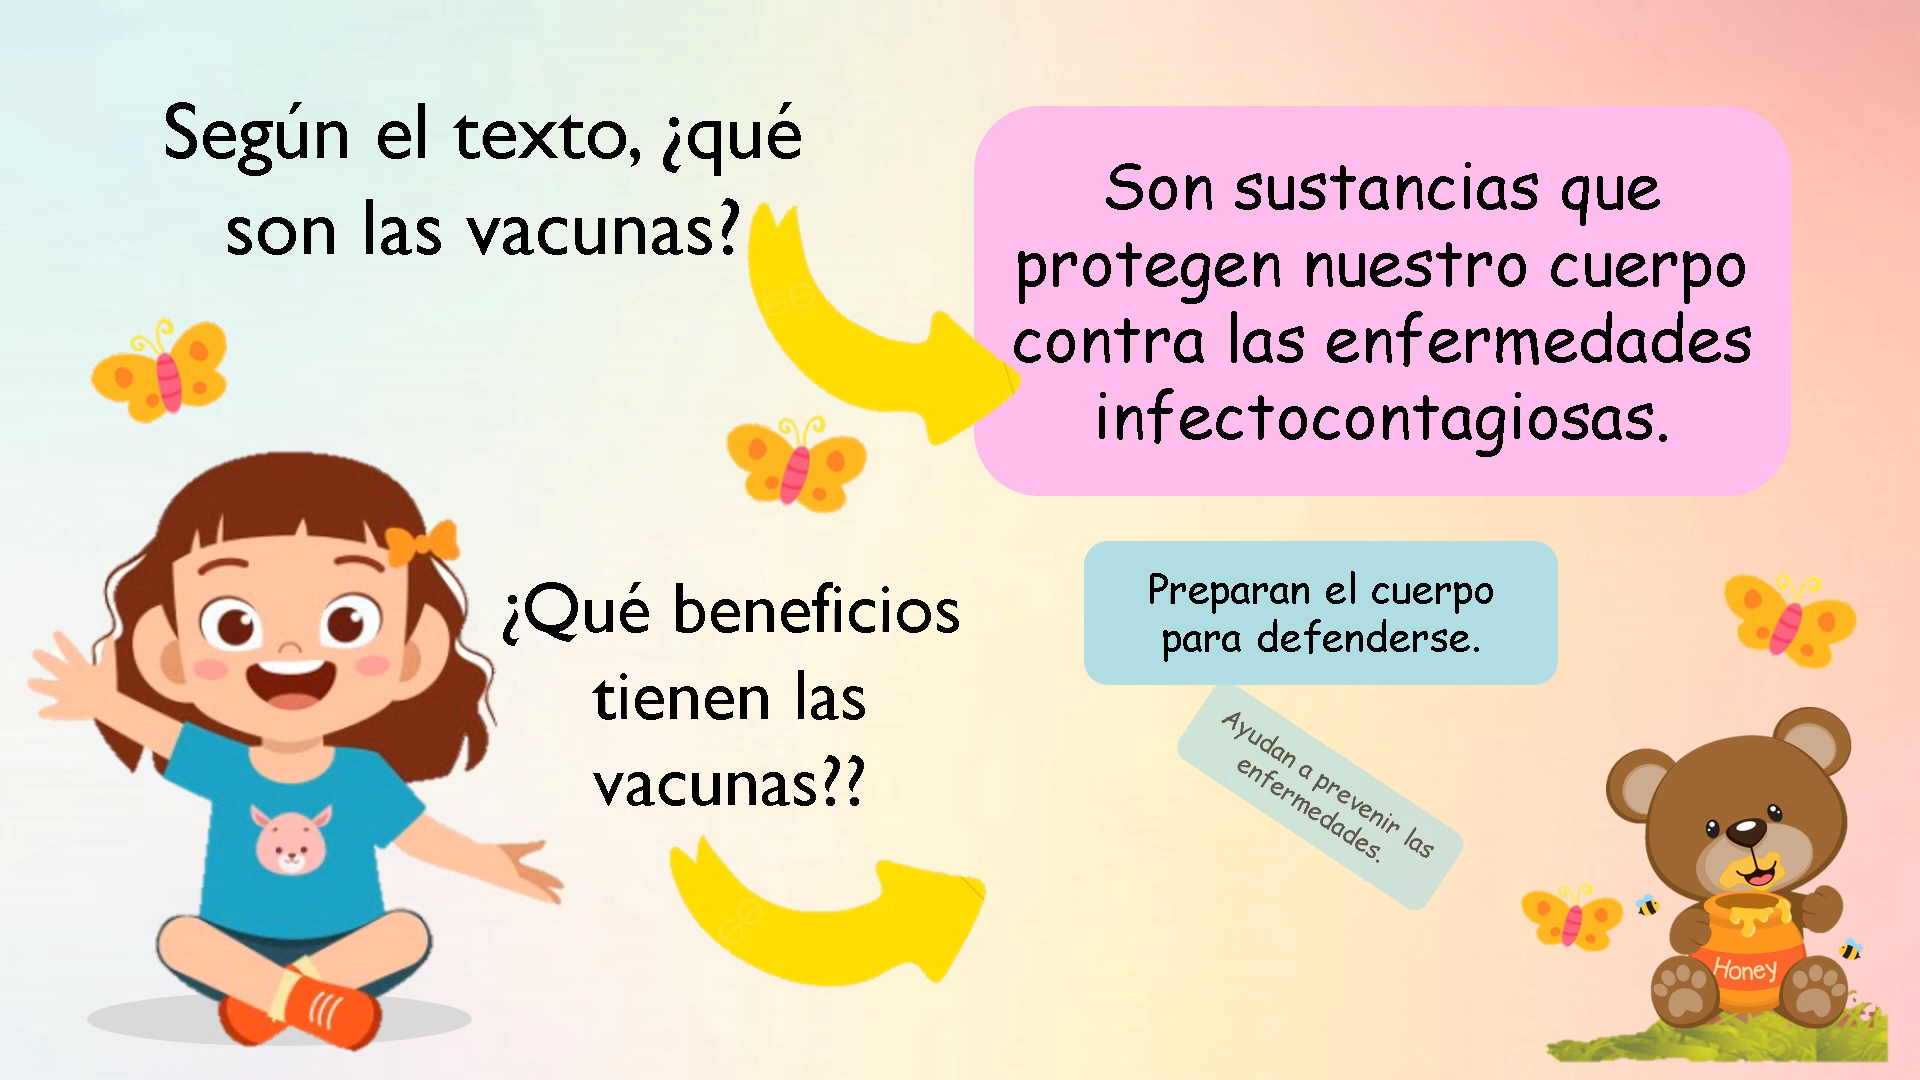 Según el texto, ¿qué
son las vacunas?
Son sustancias que
protegen nuestro cuerpo
contra las enfermedades
infectocontagiosas.
¿Qué beneficios
tienen las
vacunas??
Preparan el cuerpo
para defenderse.
Ayudan a prevenir las
enfermedades.
Honey